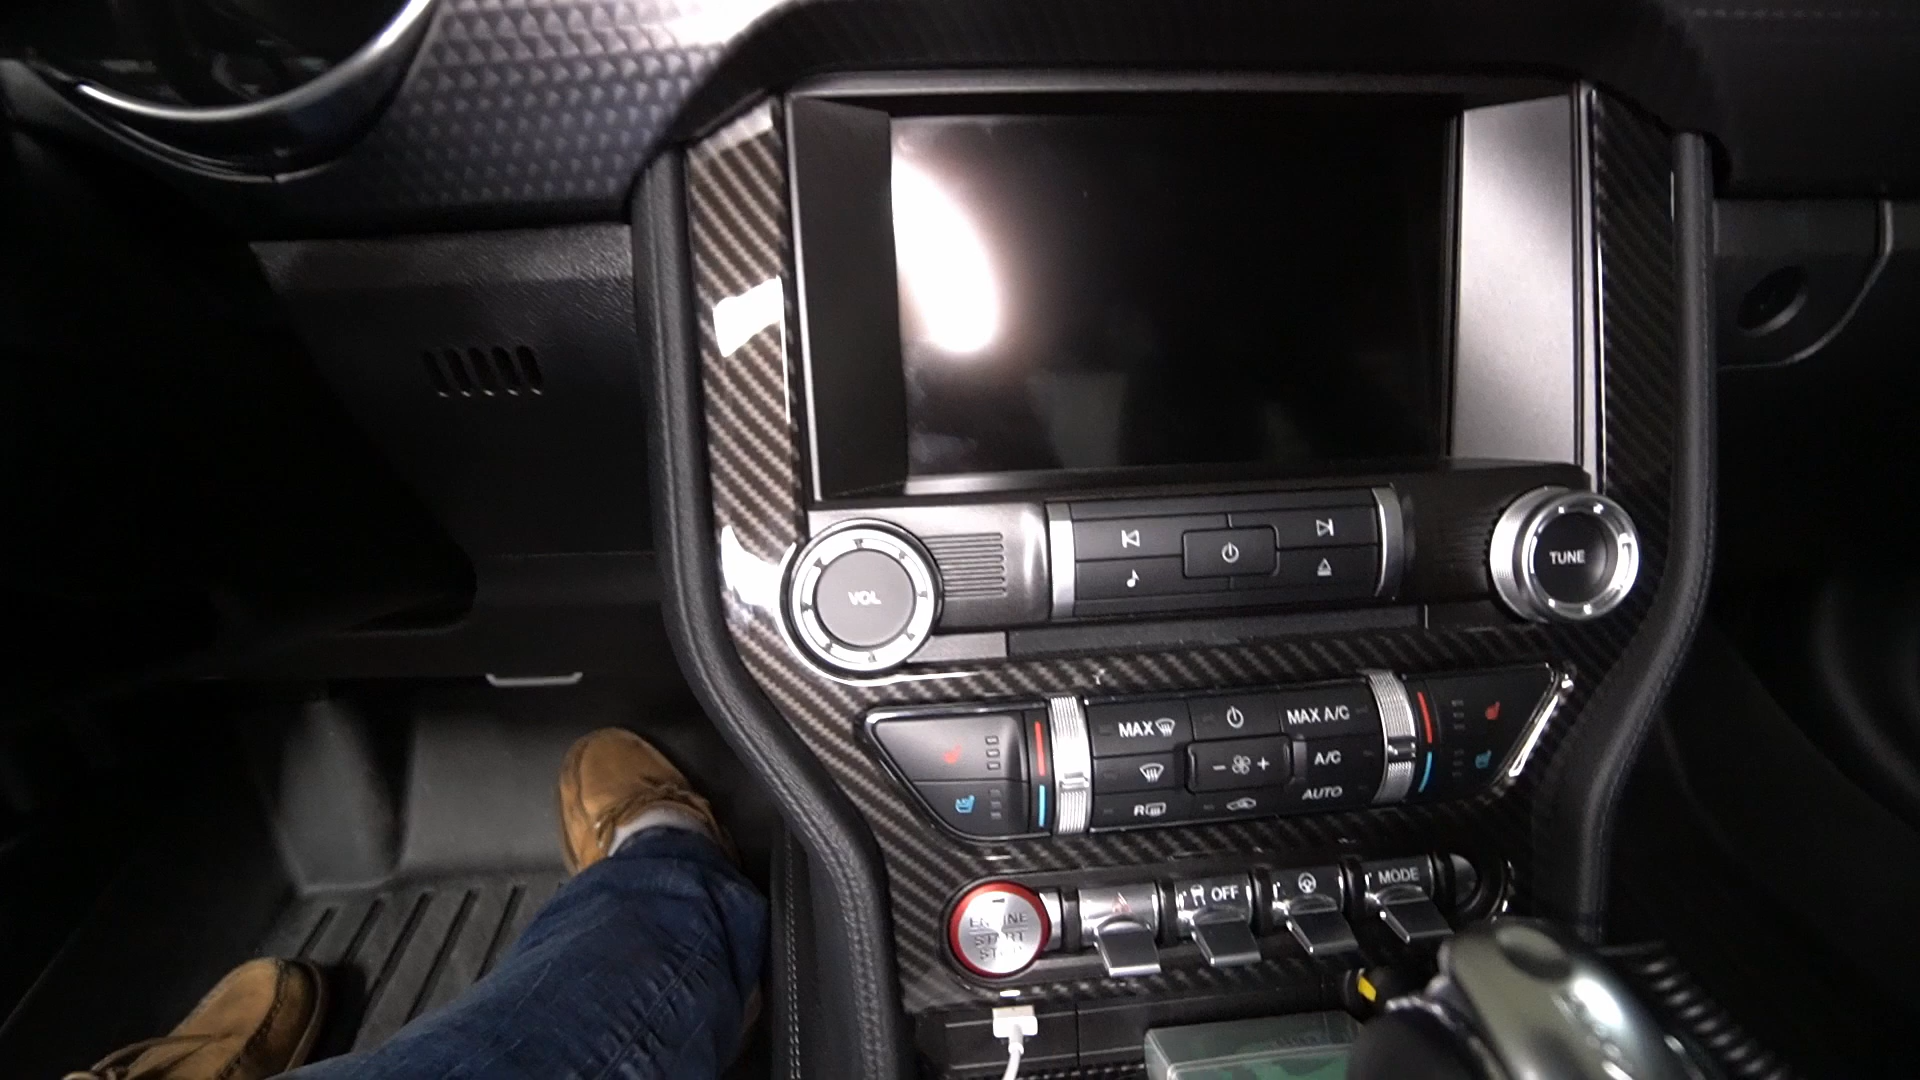 VOL
TUNE
MAX
MAX A/C
A/C
R
AUTO
ENGINE
START
STOP
OFF
MODE